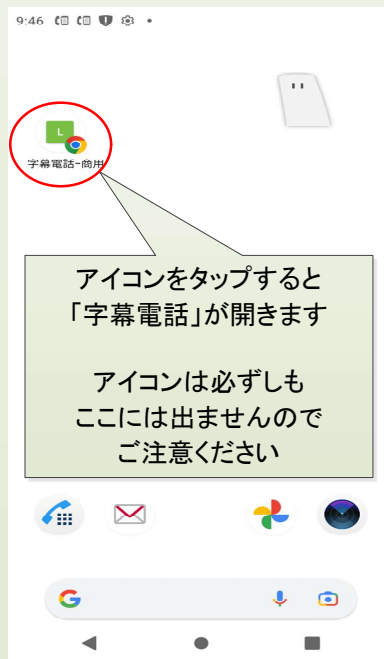 9:46
L
字幕電話-商用
アイコンをタップすると
「字幕電話」が開きます
アイコンは必ずしも
ここには出ませんので
ご注意ください
G